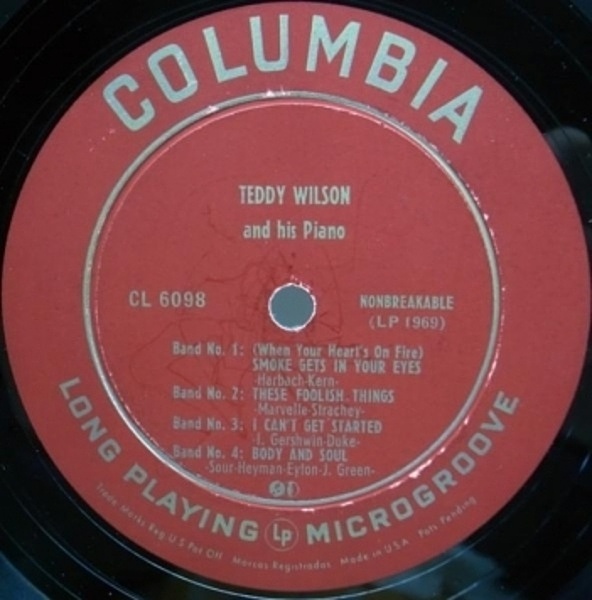 COLUMBIA
TEDDY WILSON
and his Piano
CL 6098
NONBREAKABLE
(LP 1969)
Band No. 1: (When Your Heart's On Fire)
SMOKE GETS IN YOUR EYES
-Harbach-Kern-
Band No. 2: THESE FOOLISH THINGS
-Marvelle-Strachey-
Band No. 3: I CAN'T GET STARTED
-I. Gershwin-Duke-
Band No. 4: BODY AND SOUL
-Sour-Heyman-Eyton-J. Green-
LONG PLAYING Lp MICROGROOVE
Trade Marks Reg U S Pat Off Marcas Registradas Made in U.S.A Pats Pending